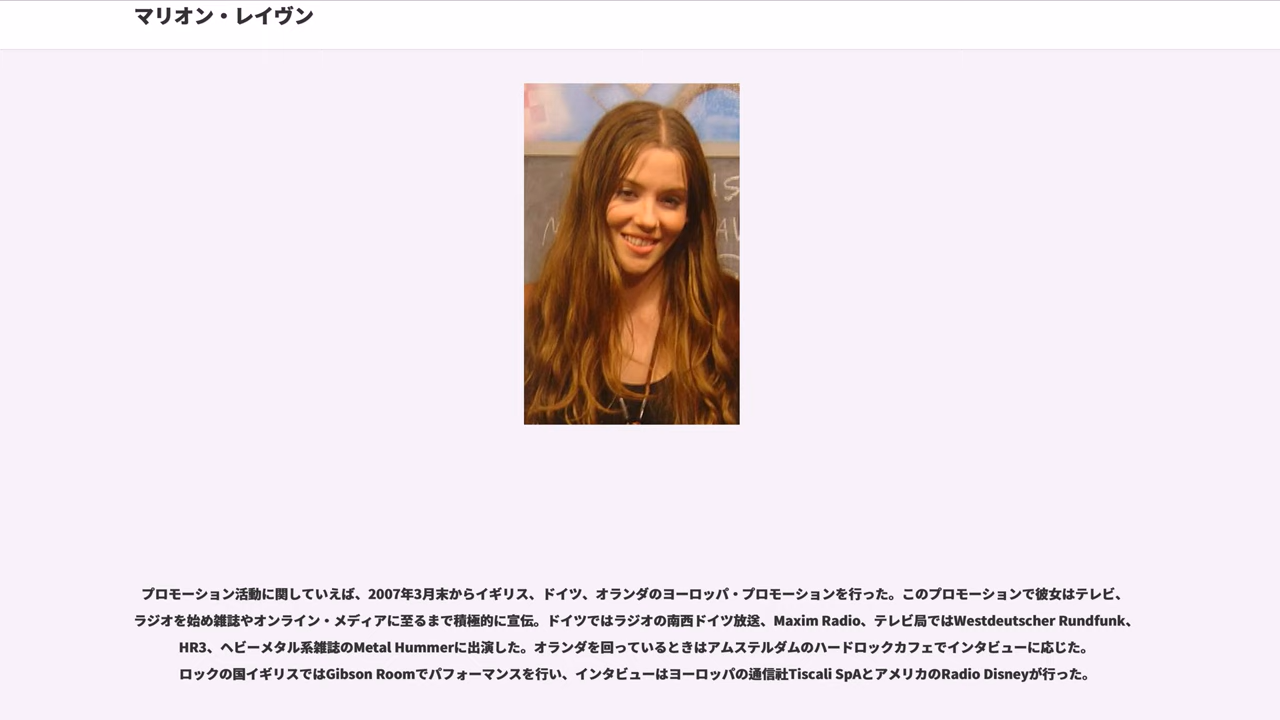 マリオン・レイヴン
プロモーション活動に関していえば、2007年3月末からイギリス、ドイツ、オランダのヨーロッパ・プロモーションを行った。このプロモーションで彼女はテレビ、
ラジオを始め雑誌やオンライン・メディアに至るまで積極的に宣伝。ドイツではラジオの南西ドイツ放送、Maxim Radio、テレビ局ではWestdeutscher Rundfunk、
HR3、ヘビーメタル系雑誌のMetal Hummerに出演した。オランダを回っているときはアムステルダムのハードロックカフェでインタビューに応じた。
ロックの国イギリスではGibson Roomでパフォーマンスを行い、インタビューはヨーロッパの通信社Tiscali SpAとアメリカのRadio Disneyが行った。